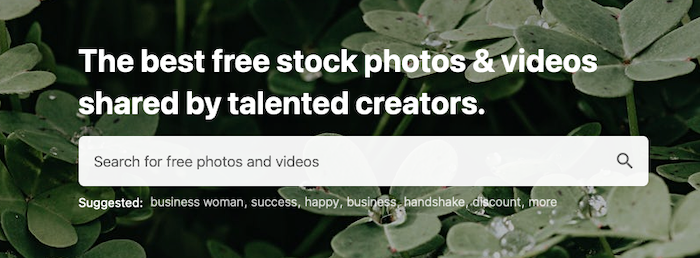 The best free stock photos & videos
shared by talented creators.
Search for free photos and videos
Suggested: business woman, success, happy, business, handshake, discount, more